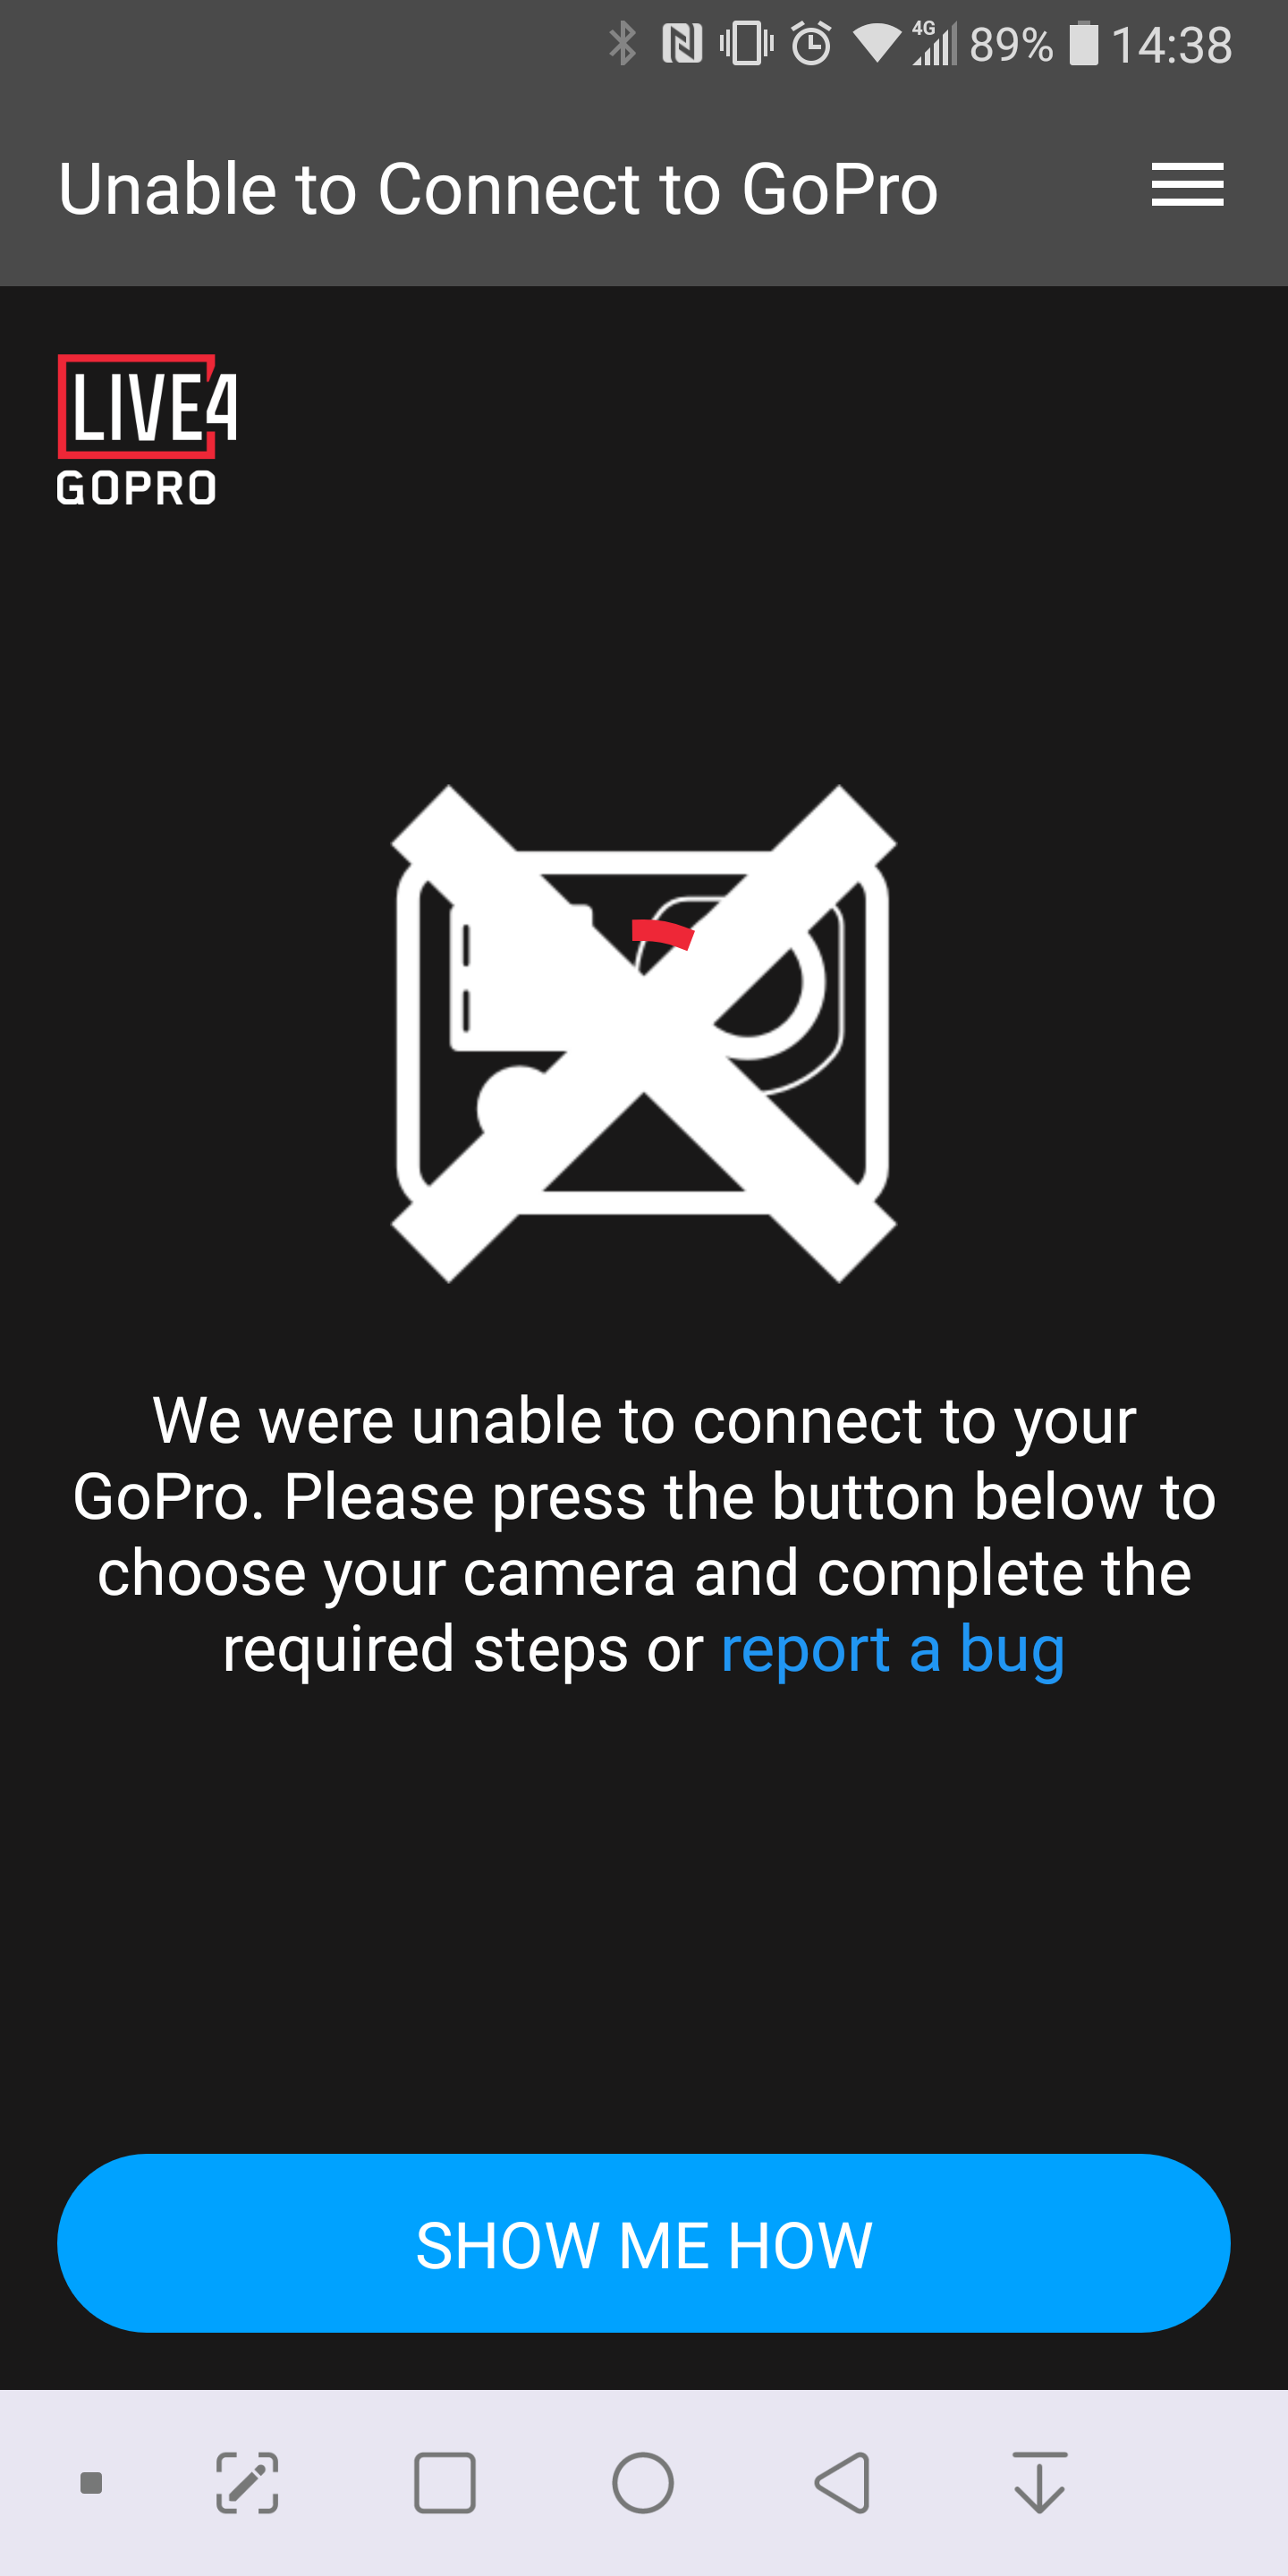 4G 89% 14:38
Unable to Connect to GoPro
LIVE4
GOPRO
We were unable to connect to your
GoPro. Please press the button below to
choose your camera and complete the
required steps or report a bug
SHOW ME HOW